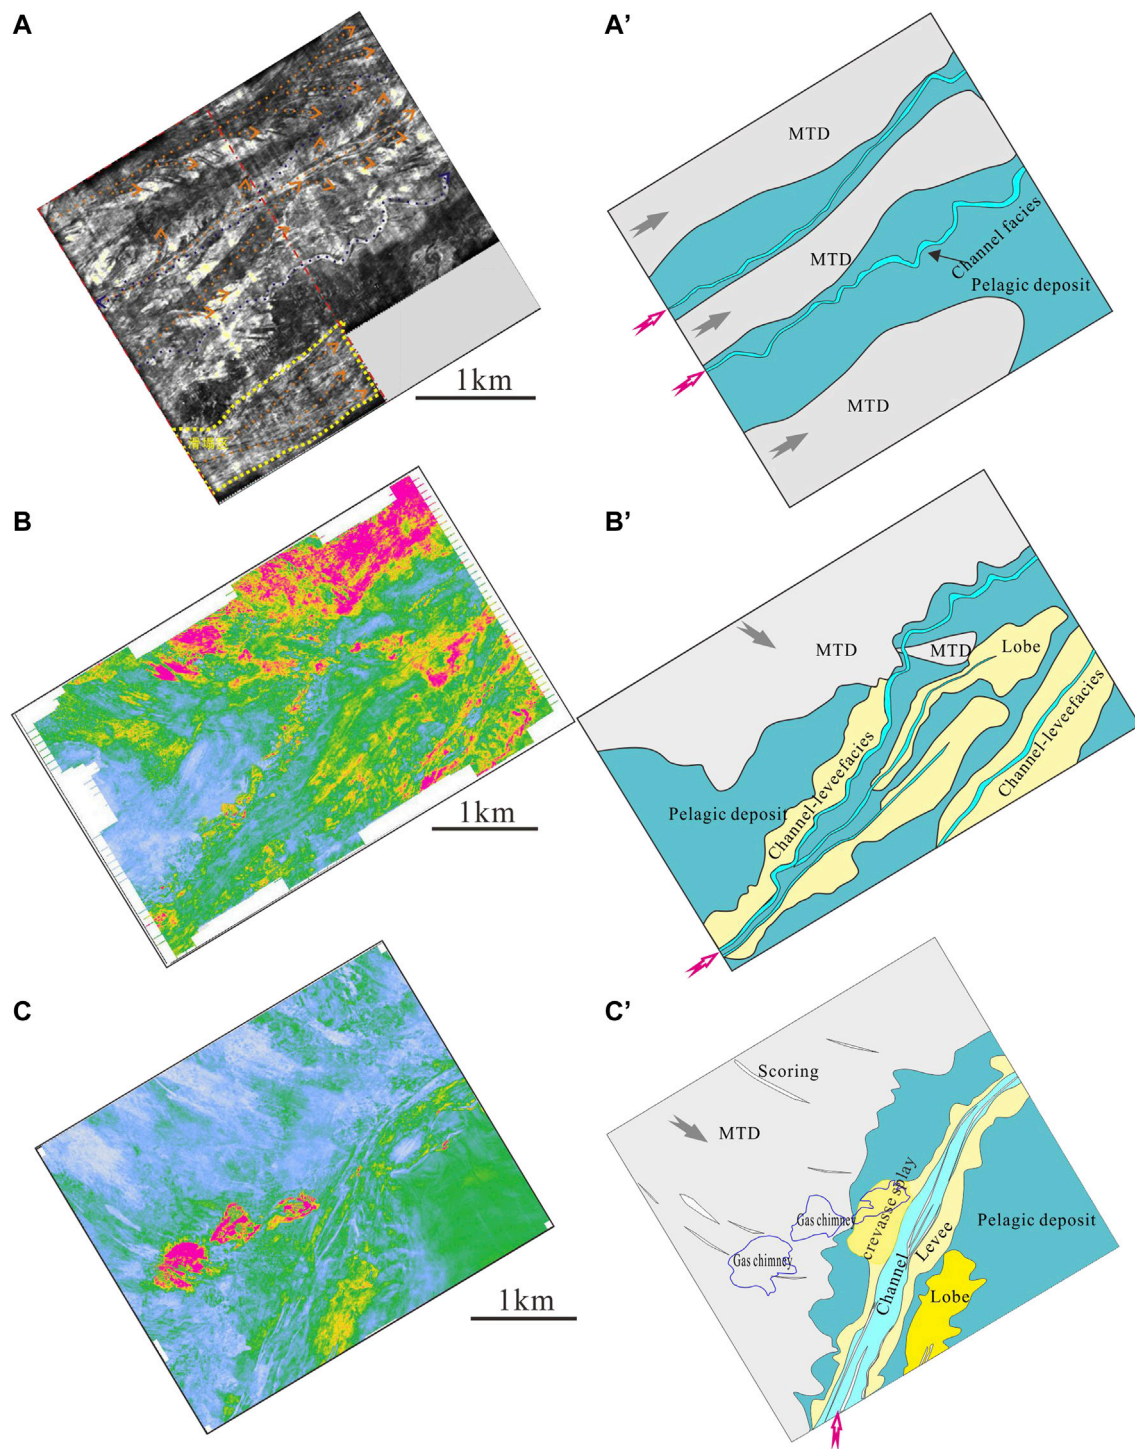 A
1km
A’
MTD
MTD
Channel facies
Pelagic deposit
MTD
B
1km
B’
MTD
MTD
Lobe
Channel-leveefacies
Channel-leveefacies
Pelagic deposit
C
1km
C’
Scoring
MTD
crevasse splay
Gas chimney
Gas chimney
Pelagic deposit
Levee
Channel
Lobe